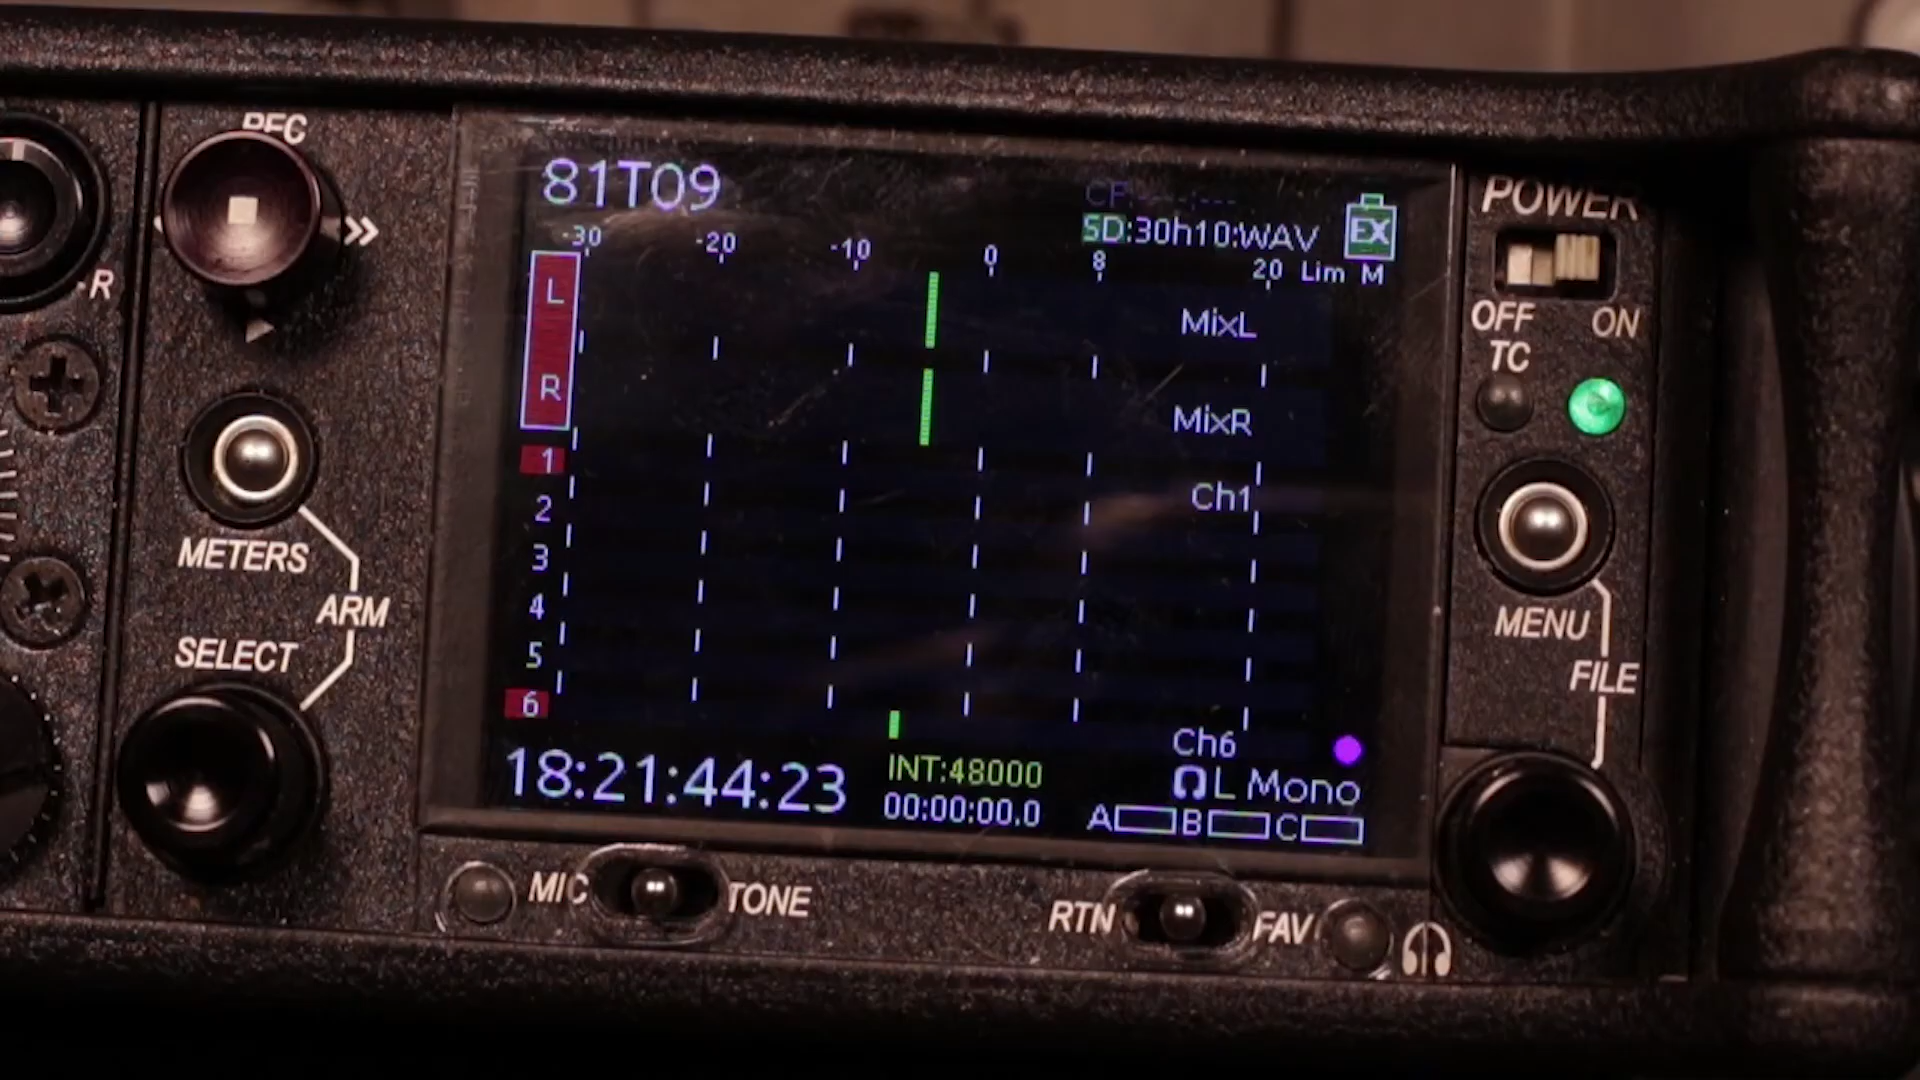 REC
81T09
CF:--:---
SD:30h10:WAV
EX
-30 -20 -10 0 8 20 Lim M
POWER
OFF ON
TC
R
L
R
MixL
MixR
1
2
3
4
5
6
Ch1
Ch6
METERS
ARM
SELECT
MENU
FILE
18:21:44:23
INT:48000
00:00:00.0
L Mono
A B C
MIC TONE
RTN FAV